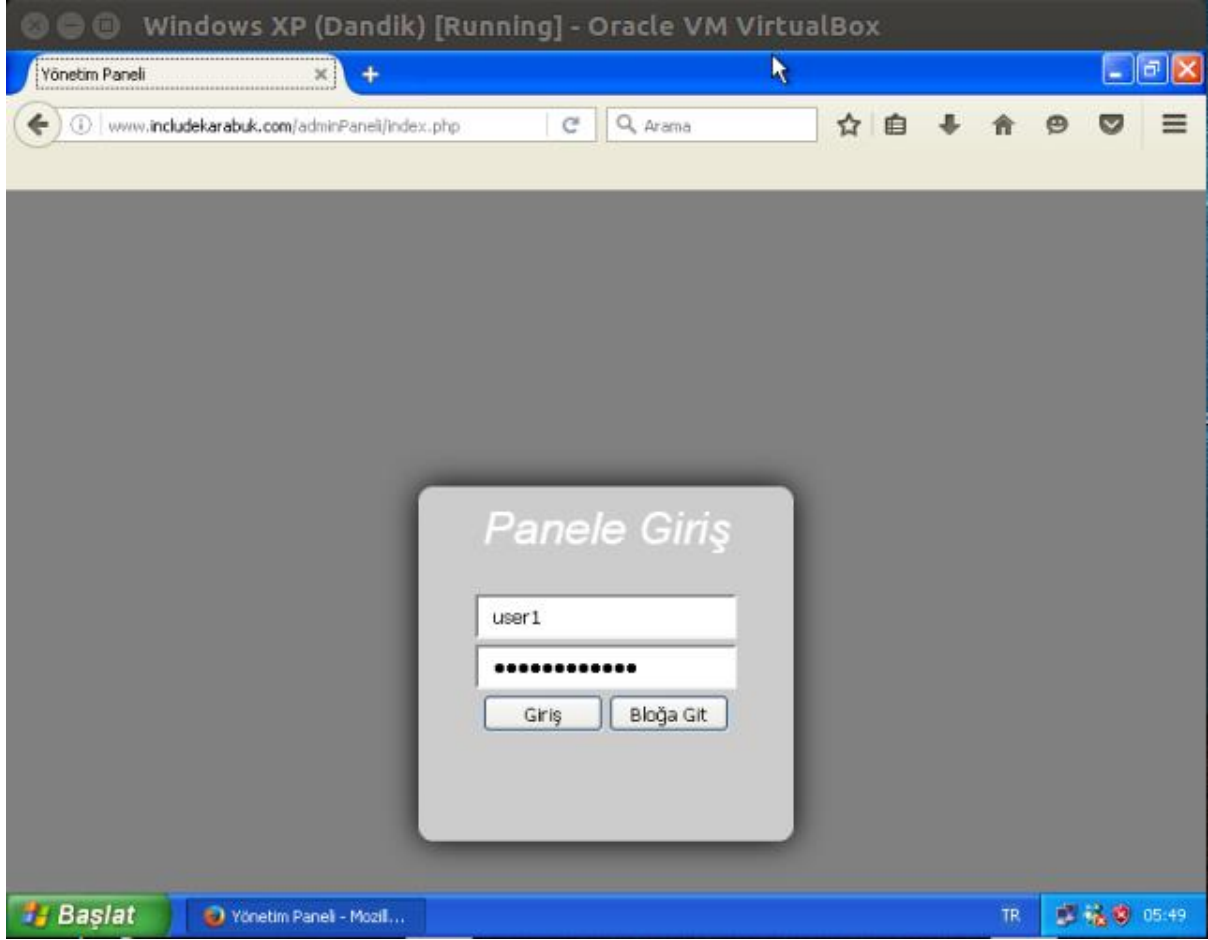 Windows XP (Dandik) [Running] - Oracle VM VirtualBox
Yönetim Paneli
www.includekarabuk.com/adminPaneli/index.php
Arama
Panele Giriş
user1
••••••••••••
Giriş
Bloğa Git
Başlat
Yönetim Paneli - Mozill...
TR
05:49